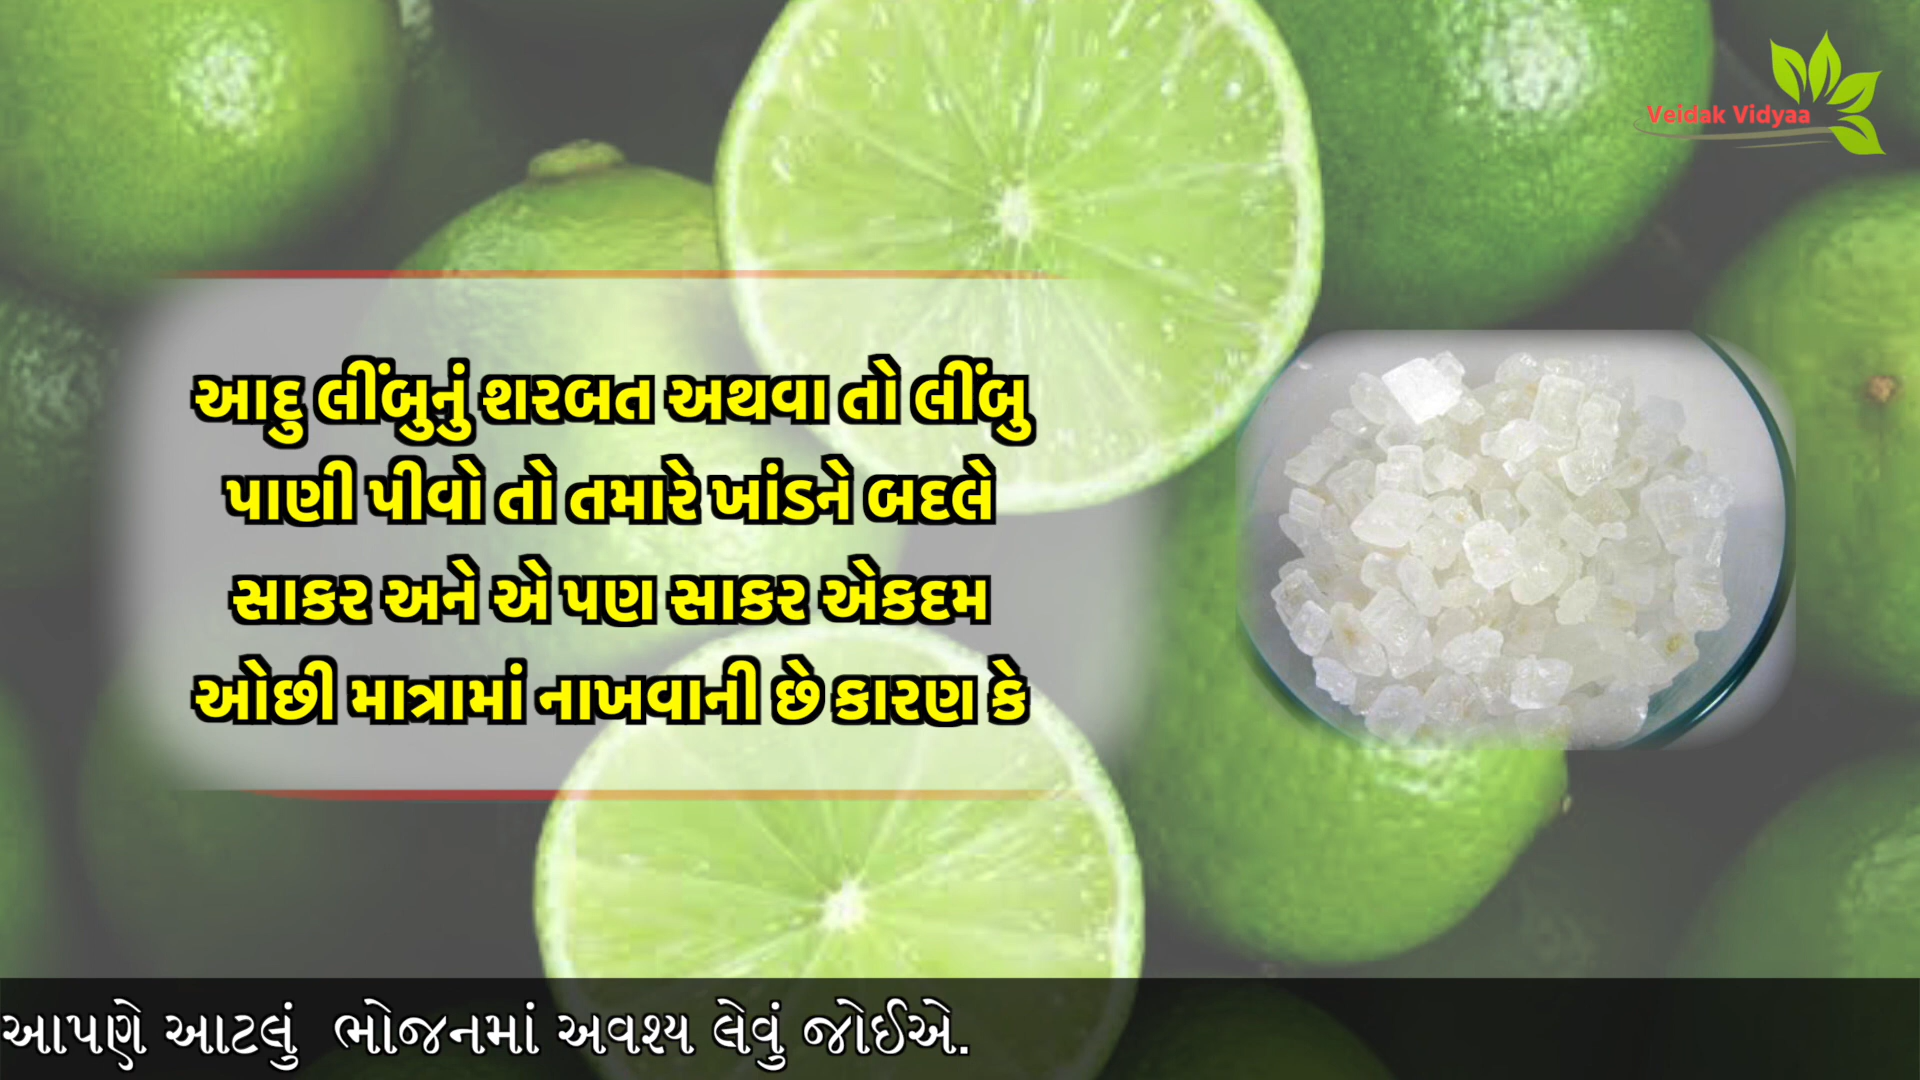 Veidak Vidyaa
આદુ લીંબુનું શરબત અથવા તો લીંબુ
પાણી પીવો તો તમારે ખાંડને બદલે
સાકર અને એ પણ સાકર એકદમ
ઓછી માત્રામાં નાખવાની છે કારણ કે
આપણે આટલું ભોજનમાં અવશ્ય લેવું જોઈએ.